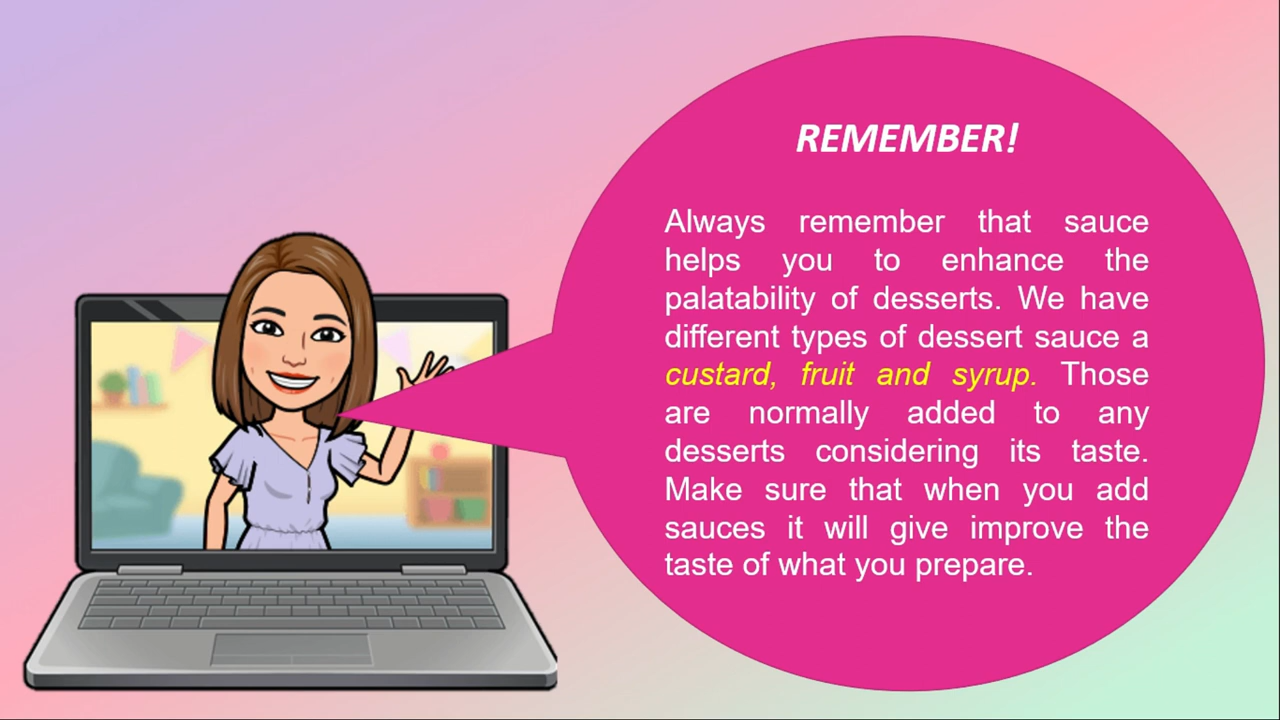 REMEMBER!
Always remember that sauce
helps you to enhance the
palatability of desserts. We have
different types of dessert sauce a
custard, fruit and syrup. Those
are normally added to any
desserts considering its taste.
Make sure that when you add
sauces it will give improve the
taste of what you prepare.